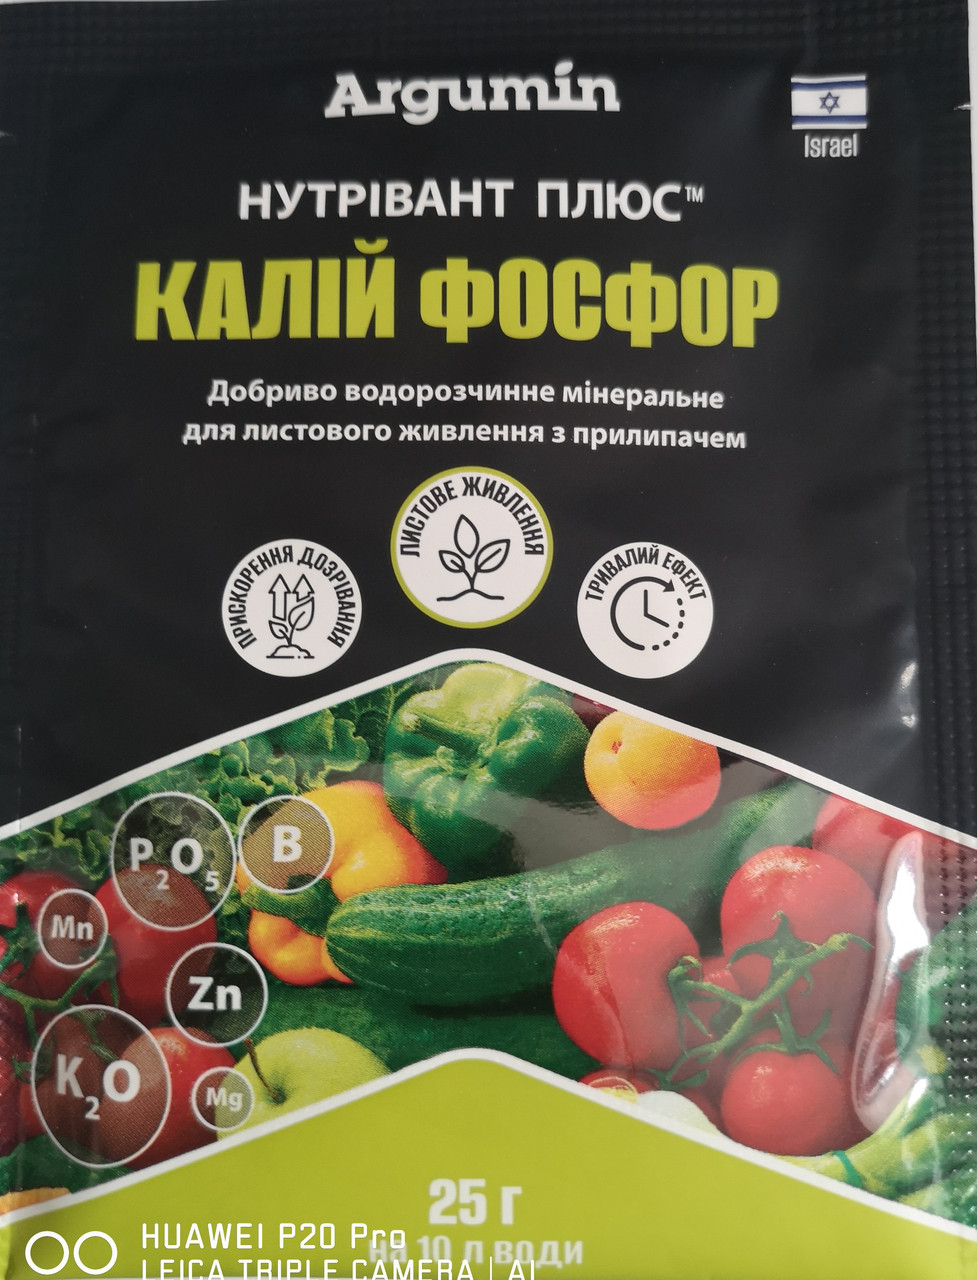 Argumin
Israel
НУТРІВАНТ ПЛЮС™
КАЛІЙ ФОСФОР
Добриво водорозчинне мінеральне
для листового живлення з прилипачем
ПРИСКОРЕННЯ ДОЗРІВАННЯ
ЛИСТОВЕ ЖИВЛЕННЯ
ТРИВАЛИЙ ЕФЕКТ
P2O5
B
Mn
Zn
K2O
Mg
25 г
на 10 л води
HUAWEI P20 Pro
LEICA TRIPLE CAMERA | AI